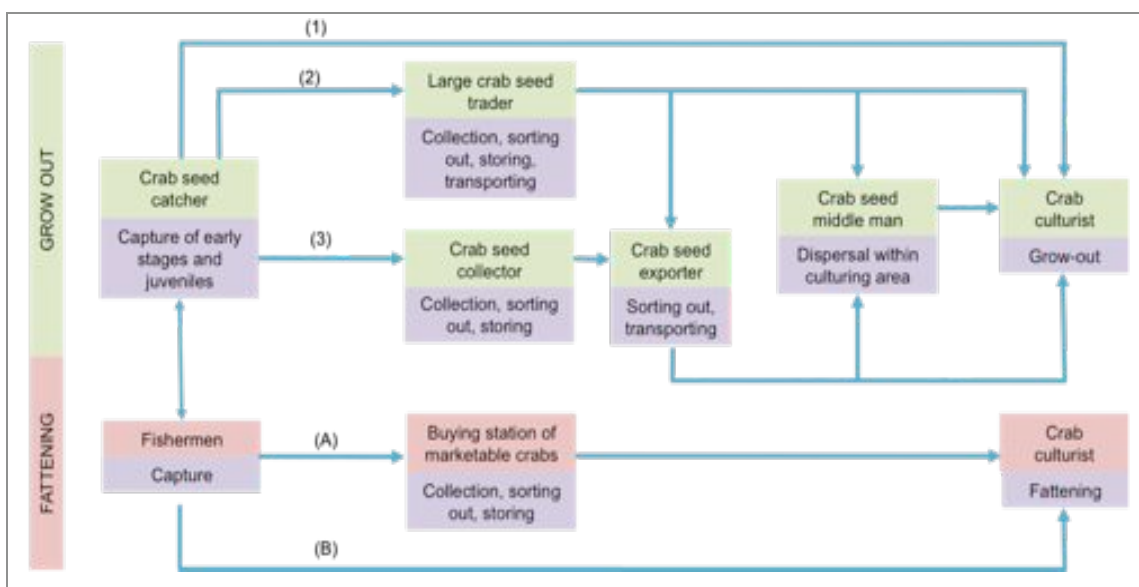 GROW OUT
FATTENING
(1)
(2)
Large crab seed
trader
Collection, sorting
out, storing,
transporting
Crab seed
catcher
Capture of early
stages and
juveniles
(3)
Crab seed
collector
Collection, sorting
out, storing
Crab seed
exporter
Sorting out,
transporting
Crab seed
middle man
Dispersal within
culturing area
Crab
culturist
Grow-out
Fishermen
Capture
(A)
Buying station of
marketable crabs
Collection, sorting
out, storing
Crab
culturist
Fattening
(B)